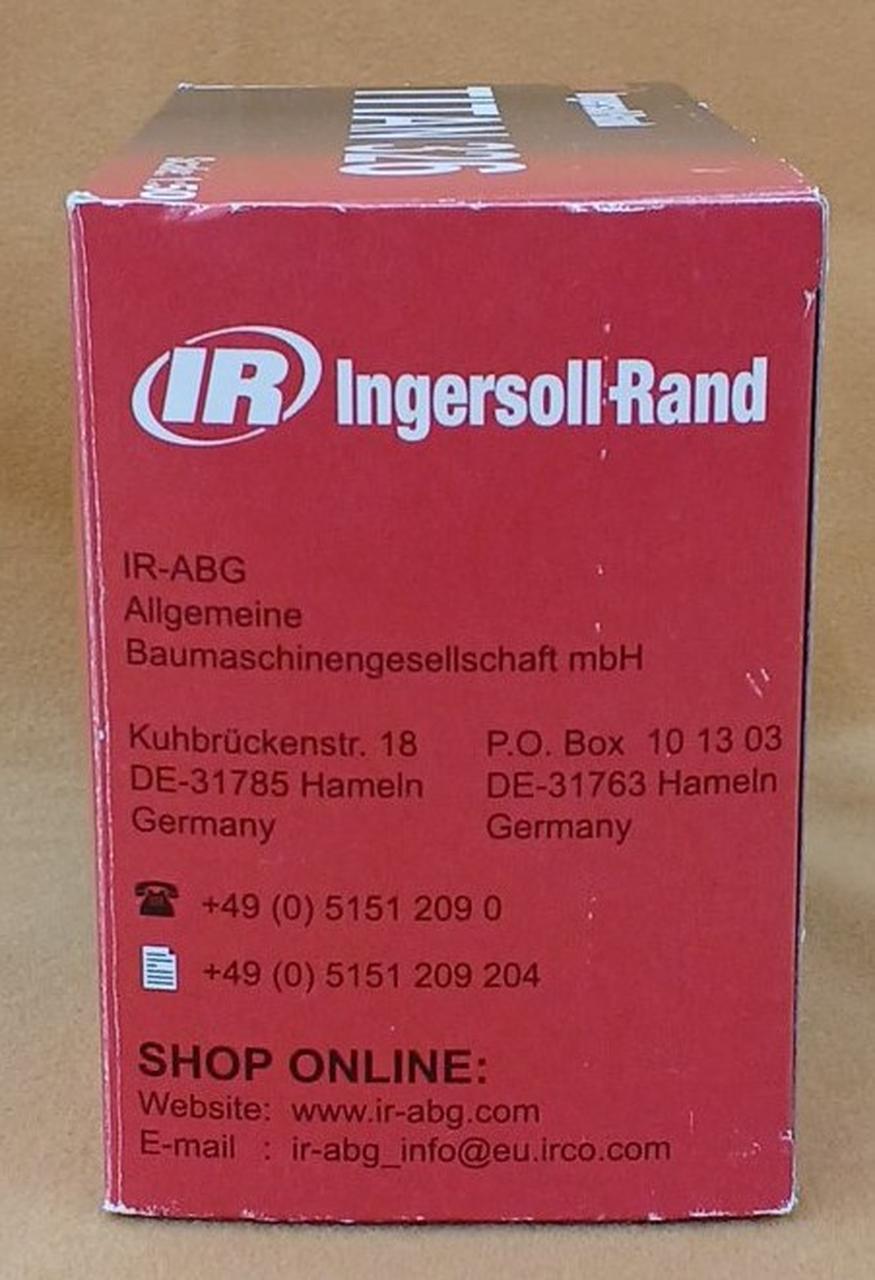 TITAN 326
IR Ingersoll-Rand
IR-ABG
Allgemeine
Baumaschinengesellschaft mbH
Kuhbrückenstr. 18
DE-31785 Hameln
Germany
P.O. Box 10 13 03
DE-31763 Hameln
Germany
+49 (0) 5151 209 0
+49 (0) 5151 209 204
SHOP ONLINE:
Website: www.ir-abg.com
E-mail : ir-abg_info@eu.irco.com